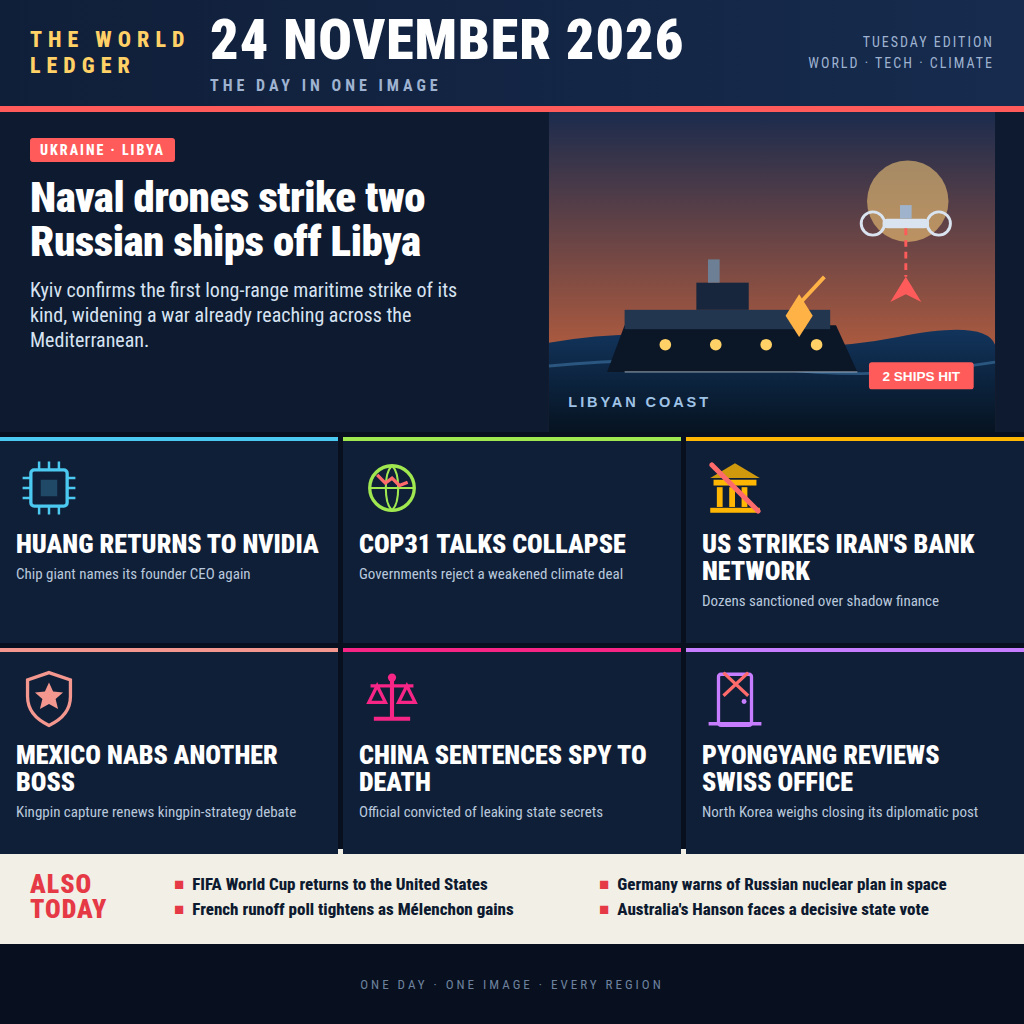 THE WORLD
LEDGER
24 NOVEMBER 2026
THE DAY IN ONE IMAGE
TUESDAY EDITION
WORLD · TECH · CLIMATE
UKRAINE · LIBYA
Naval drones strike two
Russian ships off Libya
Kyiv confirms the first long-range maritime strike of its
kind, widening a war already reaching across the
Mediterranean.
2 SHIPS HIT
LIBYAN COAST
HUANG RETURNS TO NVIDIA
Chip giant names its founder CEO again
COP31 TALKS COLLAPSE
Governments reject a weakened climate deal
US STRIKES IRAN'S BANK
NETWORK
Dozens sanctioned over shadow finance
MEXICO NABS ANOTHER
BOSS
Kingpin capture renews kingpin-strategy debate
CHINA SENTENCES SPY TO
DEATH
Official convicted of leaking state secrets
PYONGYANG REVIEWS
SWISS OFFICE
North Korea weighs closing its diplomatic post
ALSO
TODAY
FIFA World Cup returns to the United States
French runoff poll tightens as Mélenchon gains
Germany warns of Russian nuclear plan in space
Australia's Hanson faces a decisive state vote
ONE DAY · ONE IMAGE · EVERY REGION